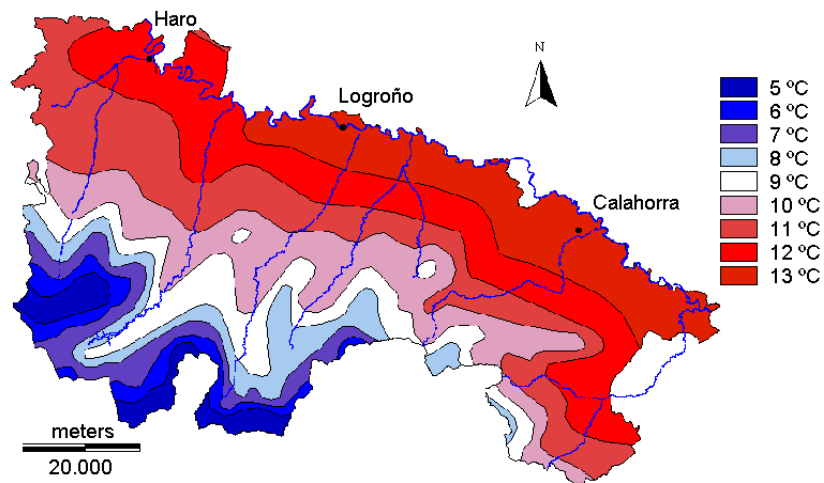 Haro
N
Logroño
Calahorra
5 ºC
6 ºC
7 ºC
8 ºC
9 ºC
10 ºC
11 ºC
12 ºC
13 ºC
meters
20.000